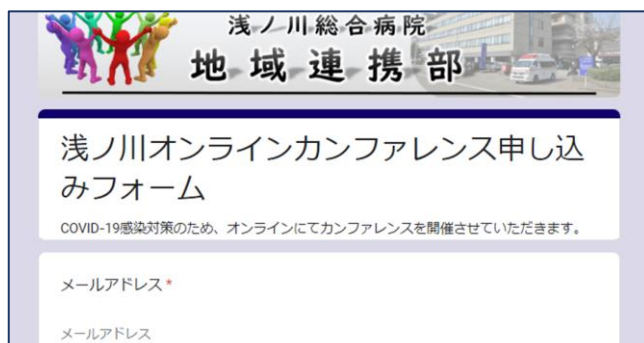 浅ノ川総合病院
地域連携部
浅ノ川オンラインカンファレンス申し込
みフォーム
COVID-19感染対策のため、オンラインにてカンファレンスを開催させていただきます。
メールアドレス *
メールアドレス